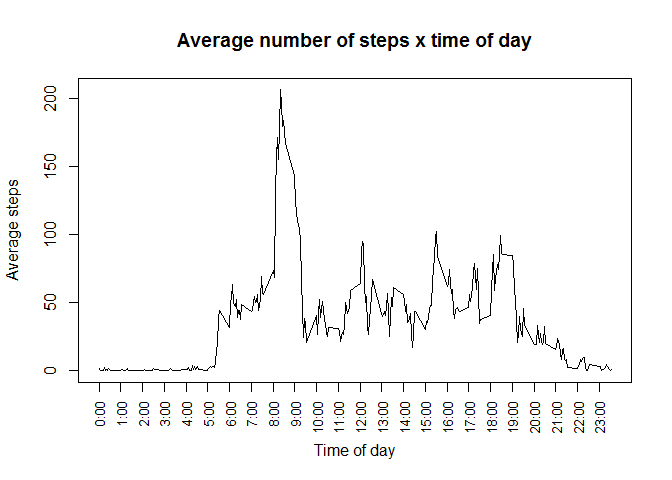 Average number of steps x time of day
Average steps
200
150
100
50
0
0:00 1:00 2:00 3:00 4:00 5:00 6:00 7:00 8:00 9:00 10:00 11:00 12:00 13:00 14:00 15:00 16:00 17:00 18:00 19:00 20:00 21:00 22:00 23:00
Time of day